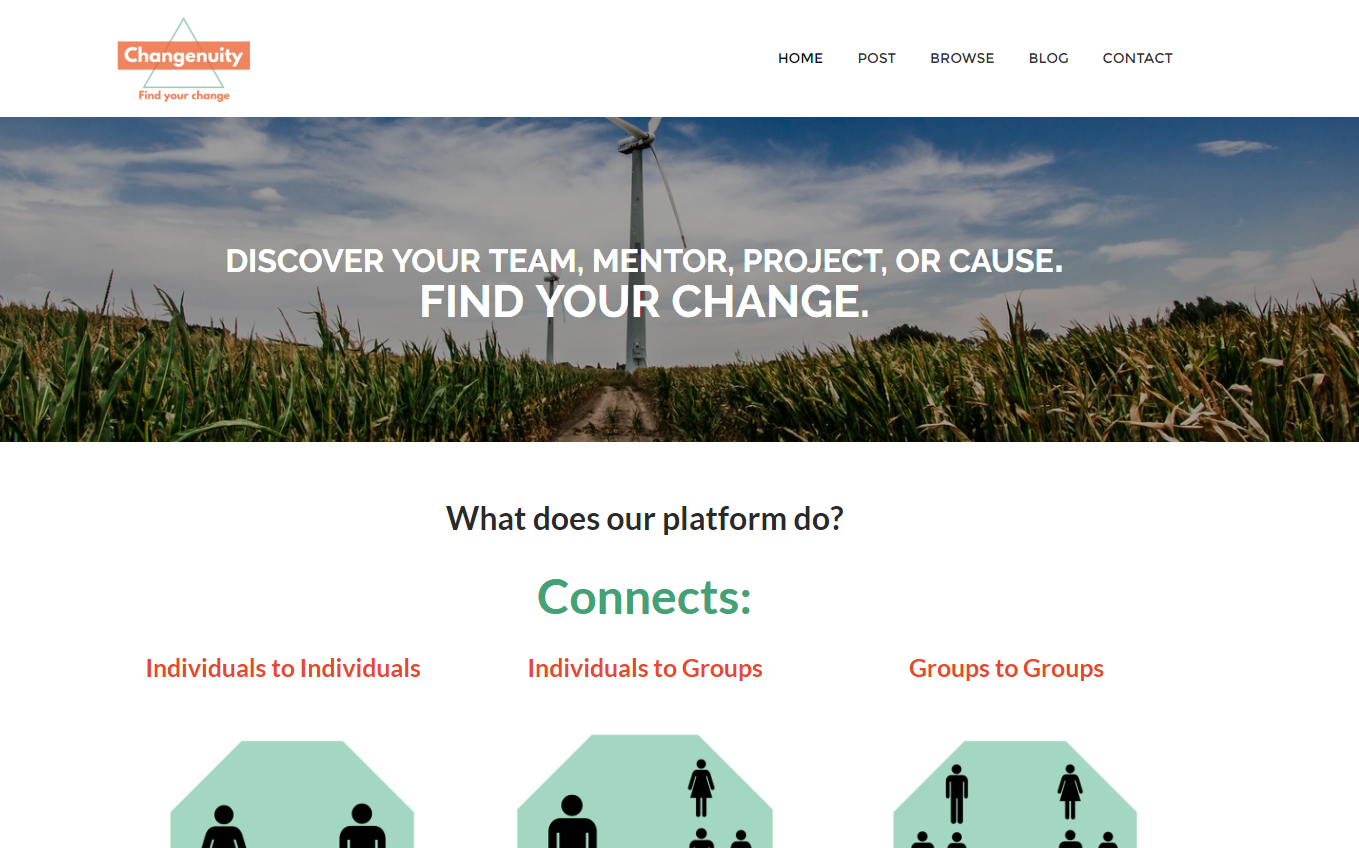 Changenuity
Find your change
HOME POST BROWSE BLOG CONTACT
DISCOVER YOUR TEAM, MENTOR, PROJECT, OR CAUSE.
FIND YOUR CHANGE.
What does our platform do?
Connects:
Individuals to Individuals
Individuals to Groups
Groups to Groups